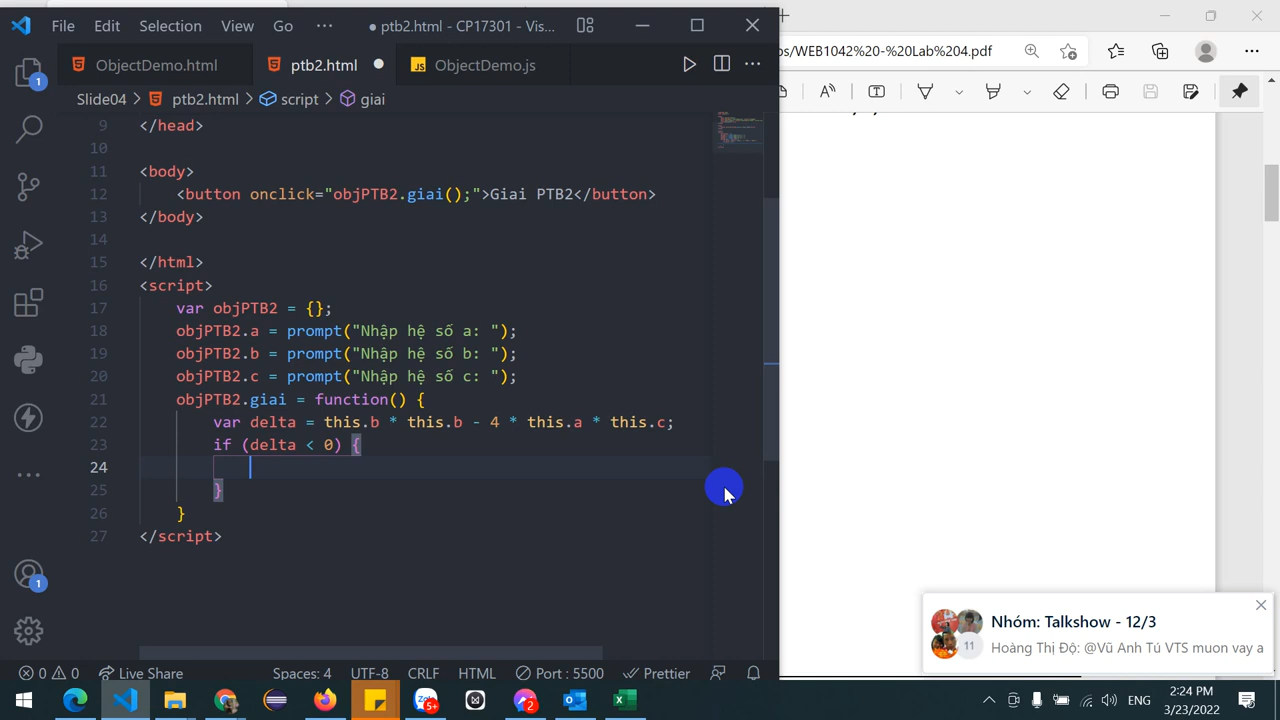 File Edit Selection View Go ··· ● ptb2.html - CP17301 - Vis...
ObjectDemo.html ptb2.html ● ObjectDemo.js ···
Slide04 > ptb2.html > script > giai
9 </head>
10
11 <body>
12 <button onclick="objPTB2.giai();">Giai PTB2</button>
13 </body>
14
15 </html>
16 <script>
17 var objPTB2 = {};
18 objPTB2.a = prompt("Nhập hệ số a: ");
19 objPTB2.b = prompt("Nhập hệ số b: ");
20 objPTB2.c = prompt("Nhập hệ số c: ");
21 objPTB2.giai = function() {
22 var delta = this.b * this.b - 4 * this.a * this.c;
23 if (delta < 0) {
24
25 }
26 }
27 </script>
1
1
0 0 Live Share Spaces: 4 UTF-8 CRLF HTML Port : 5500 Prettier
os/WEB1042%20-%20Lab%204.pdf
Nhóm: Talkshow - 12/3
11
Hoàng Thị Độ: @Vũ Anh Tú VTS muon vay a
5+
2
ENG
2:24 PM
3/23/2022